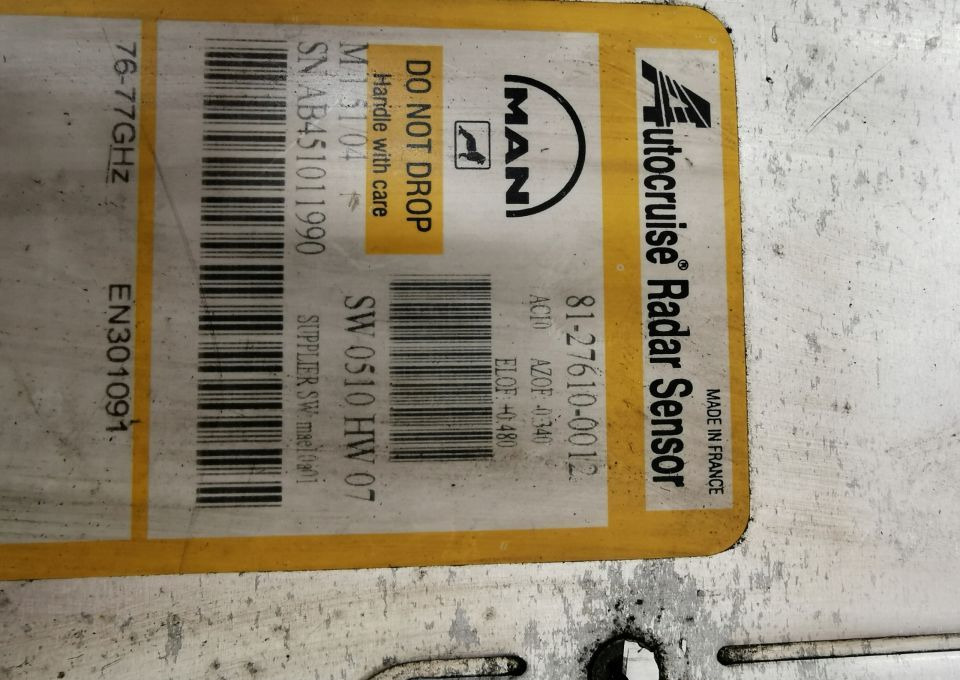 MADE IN FRANCE
Autocruise® Radar Sensor
MAN
81-27610-0012
AC10 AZOF -0.340
ELOF +0.480
DO NOT DROP
Handle with care
SW 0510 HW 07
SN AB451011990
SUPPLIER SW
76-77GHz EN301091